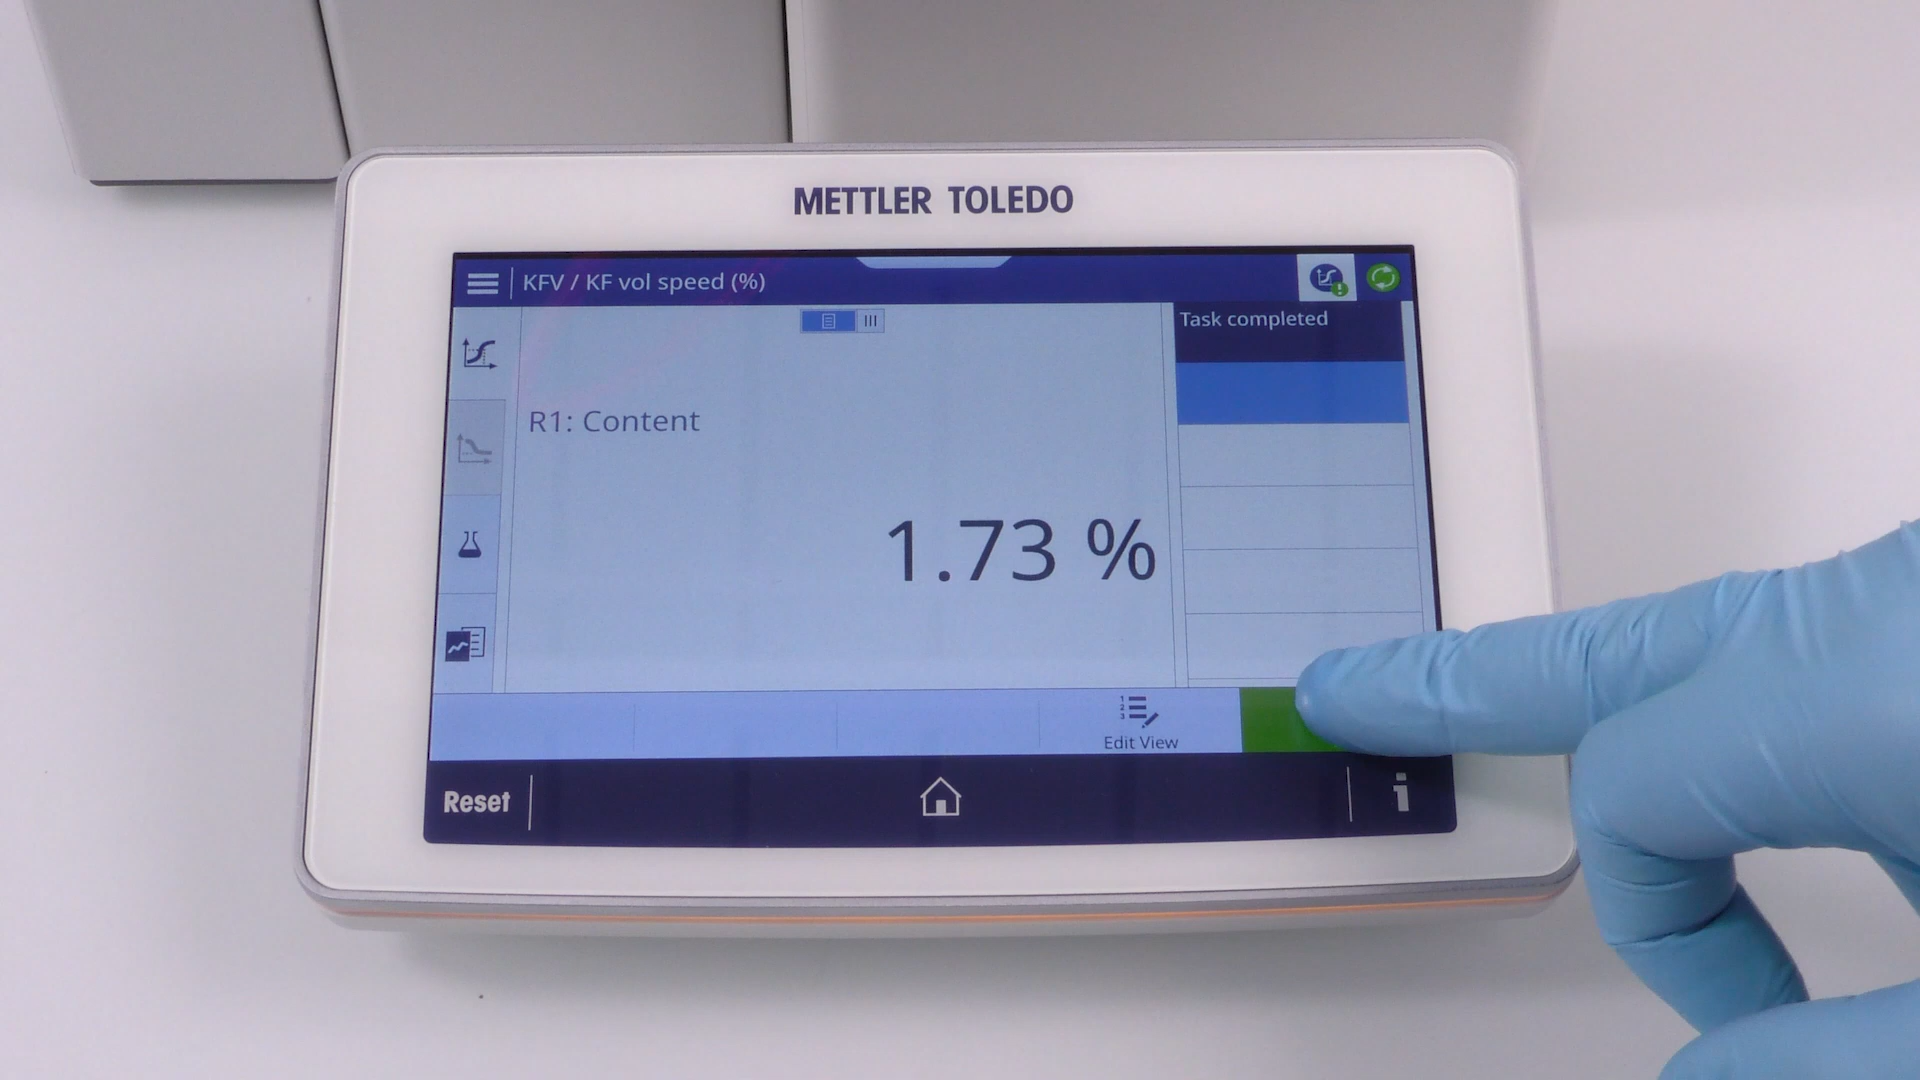 METTLER TOLEDO
KFV / KF vol speed (%)
Task completed
R1: Content
1.73 %
Edit View
Reset
i